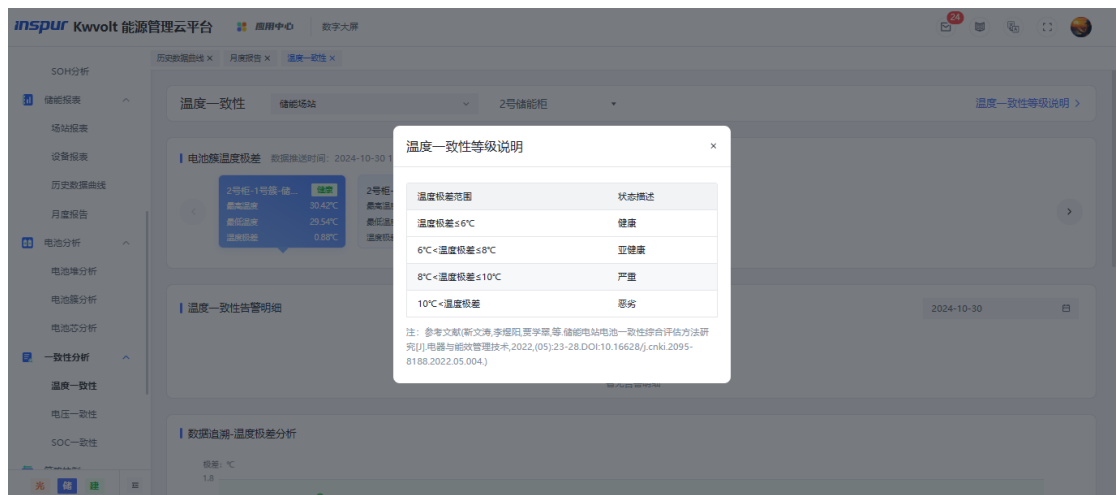 inspur Kwvolt 能源管理云平台
应用中心
数字大屏
24
历史数据曲线 ×
月度报告 ×
温度一致性 ×
SOH分析
储能报表
场站报表
设备报表
历史数据曲线
月度报告
电池分析
电池堆分析
电池簇分析
电池芯分析
一致性分析
温度一致性
电压一致性
SOC一致性
光 储 捷
温度一致性
储能场站
2号储能柜
温度一致性等级说明 >
电池簇温度极差 数据推送时间: 2024-10-30 1
2号柜-1号簇-储... 健康
最高温度 30.42℃
最低温度 29.54℃
温度极差 0.88℃
2号柜-
最高温
最低温
温度极
温度一致性告警明细
2024-10-30
数据追溯-温度极差分析
极差: ℃
1.8
温度一致性等级说明 ×
温度极差范围 状态描述
温度极差≤6℃ 健康
6℃<温度极差≤8℃ 亚健康
8℃<温度极差≤10℃ 严重
10℃<温度极差 恶劣
注: 参考文献(靳文涛,李煜阳,贾学翠,等.储能电站电池一致性综合评估方法研
究[J].电器与能效管理技术,2022,(05):23-28.DOI:10.16628/j.cnki.2095-
8188.2022.05.004.)